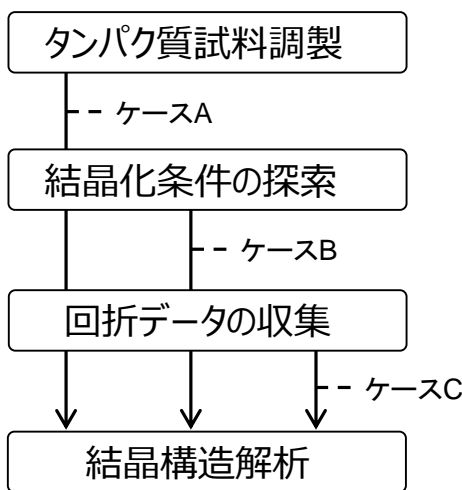 タンパク質試料調製
ケースA
結晶化条件の探索
ケースB
回折データの収集
ケースC
結晶構造解析